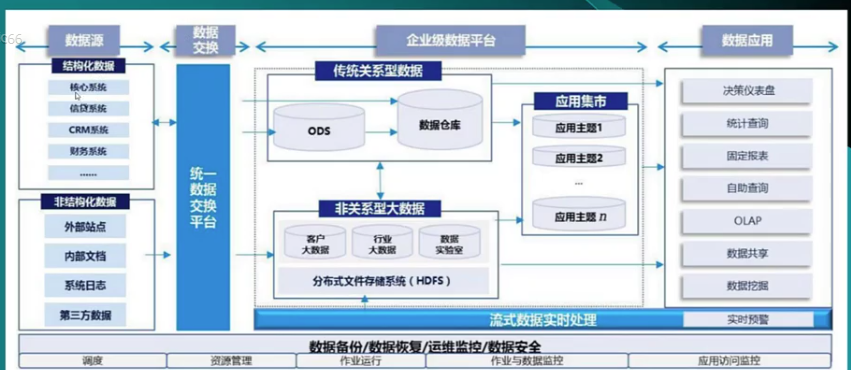 数据源
数据
交换
企业级数据平台
数据应用
结构化数据
核心系统
信贷系统
CRM系统
财务系统
......
非结构化数据
外部站点
内部文档
系统日志
第三方数据
统一
数据
交换
平台
传统关系型数据
ODS
数据仓库
非关系型大数据
客户
大数据
行业
大数据
数据
实验室
分布式文件存储系统（HDFS）
应用集市
应用主题1
应用主题2
...
应用主题 n
决策仪表盘
统计查询
固定报表
自助查询
OLAP
数据共享
数据挖掘
流式数据实时处理
实时预警
数据备份/数据恢复/运维监控/数据安全
调度
资源管理
作业运行
作业与数据监控
应用访问监控